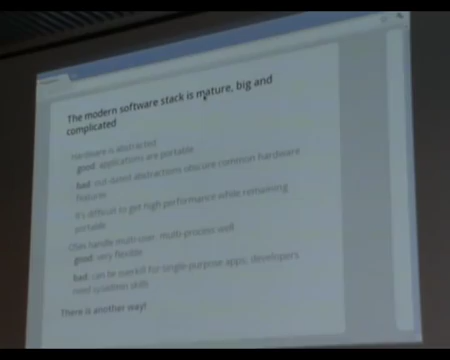 The modern software stack is mature, big and
complicated
Hardware is abstracted
good: applications are portable
bad: out-dated abstractions obscure common hardware
features
It's difficult to get high performance while remaining
portable
OSes handle multi-user, multi-process well
good: very flexible
bad: can be overkill for single-purpose apps; developers
need sysadmin skills
There is another way!